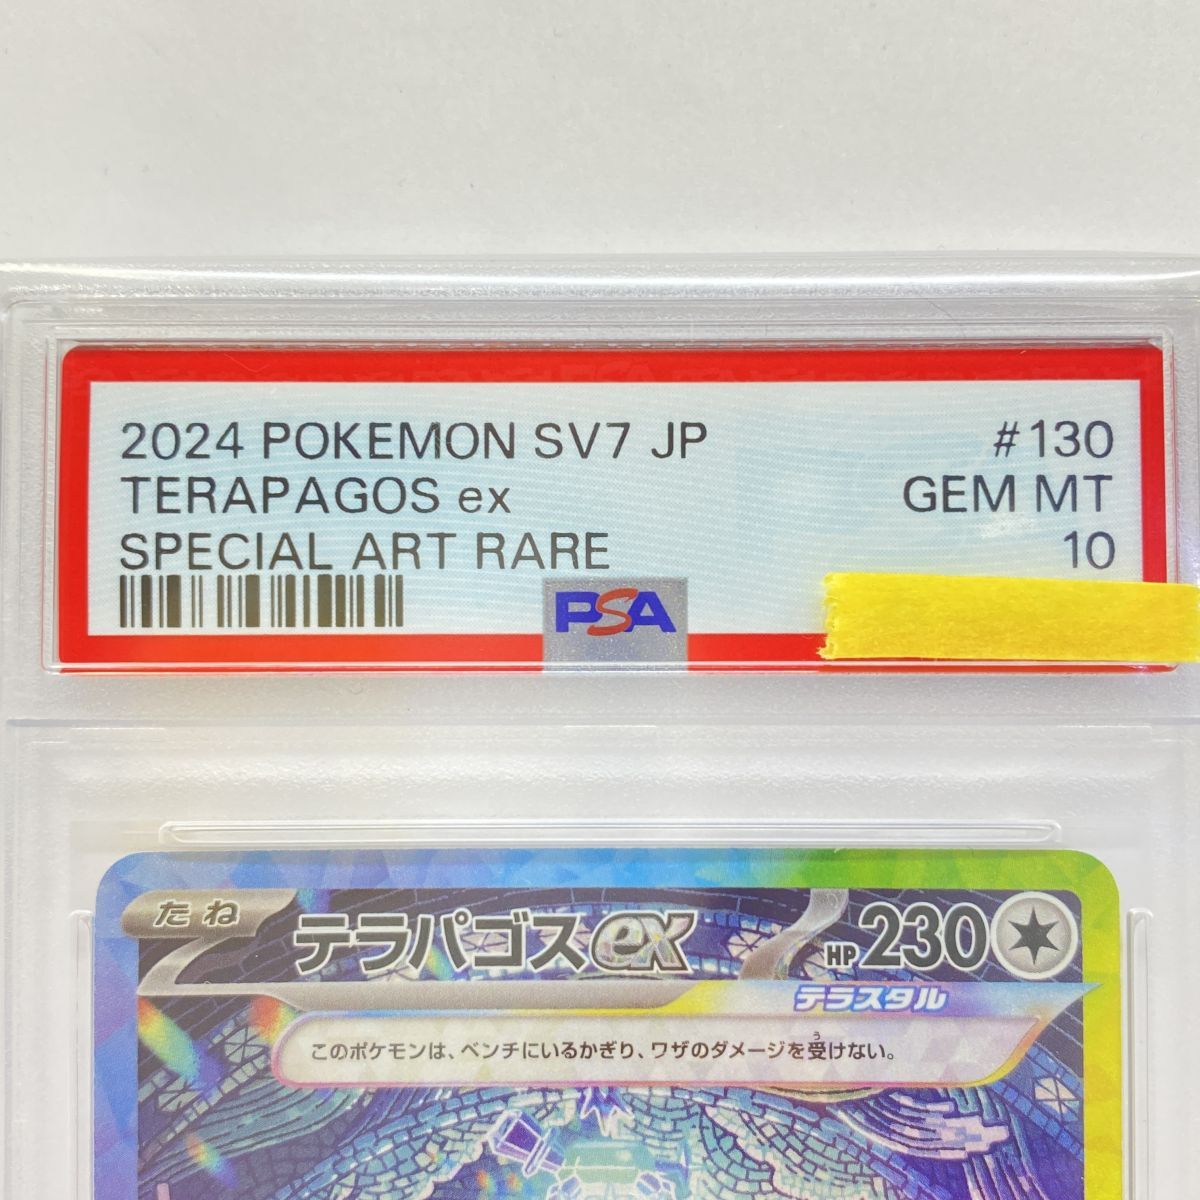 2024 POKEMON SV7 JP #130
TERAPAGOS ex GEM MT
SPECIAL ART RARE 10
PSA
たね テラパゴスex HP 230
テラスタル
このポケモンは、ベンチにいるかぎり、ワザのダメージを受けない。